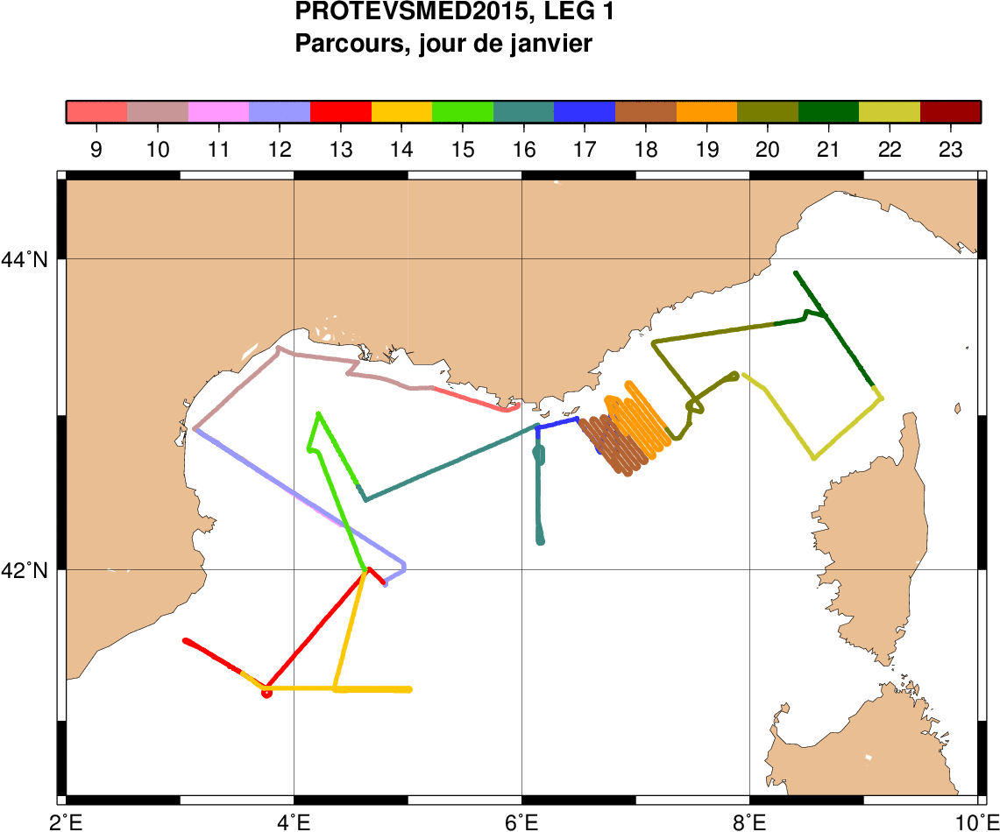 PROTEVSMED2015, LEG 1
Parcours, jour de janvier
9 10 11 12 13 14 15 16 17 18 19 20 21 22 23
44°N
42°N
2°E 4°E 6°E 8°E 10°E